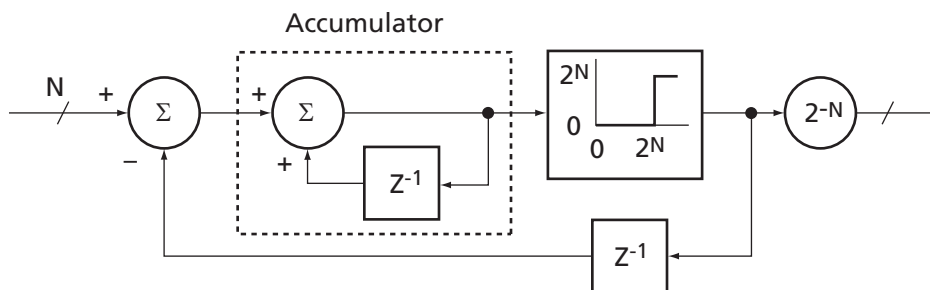 Accumulator
N
+
Σ
−
+
Σ
+
Z⁻¹
2ᴺ
0
0
2ᴺ
2⁻ᴺ
Z⁻¹